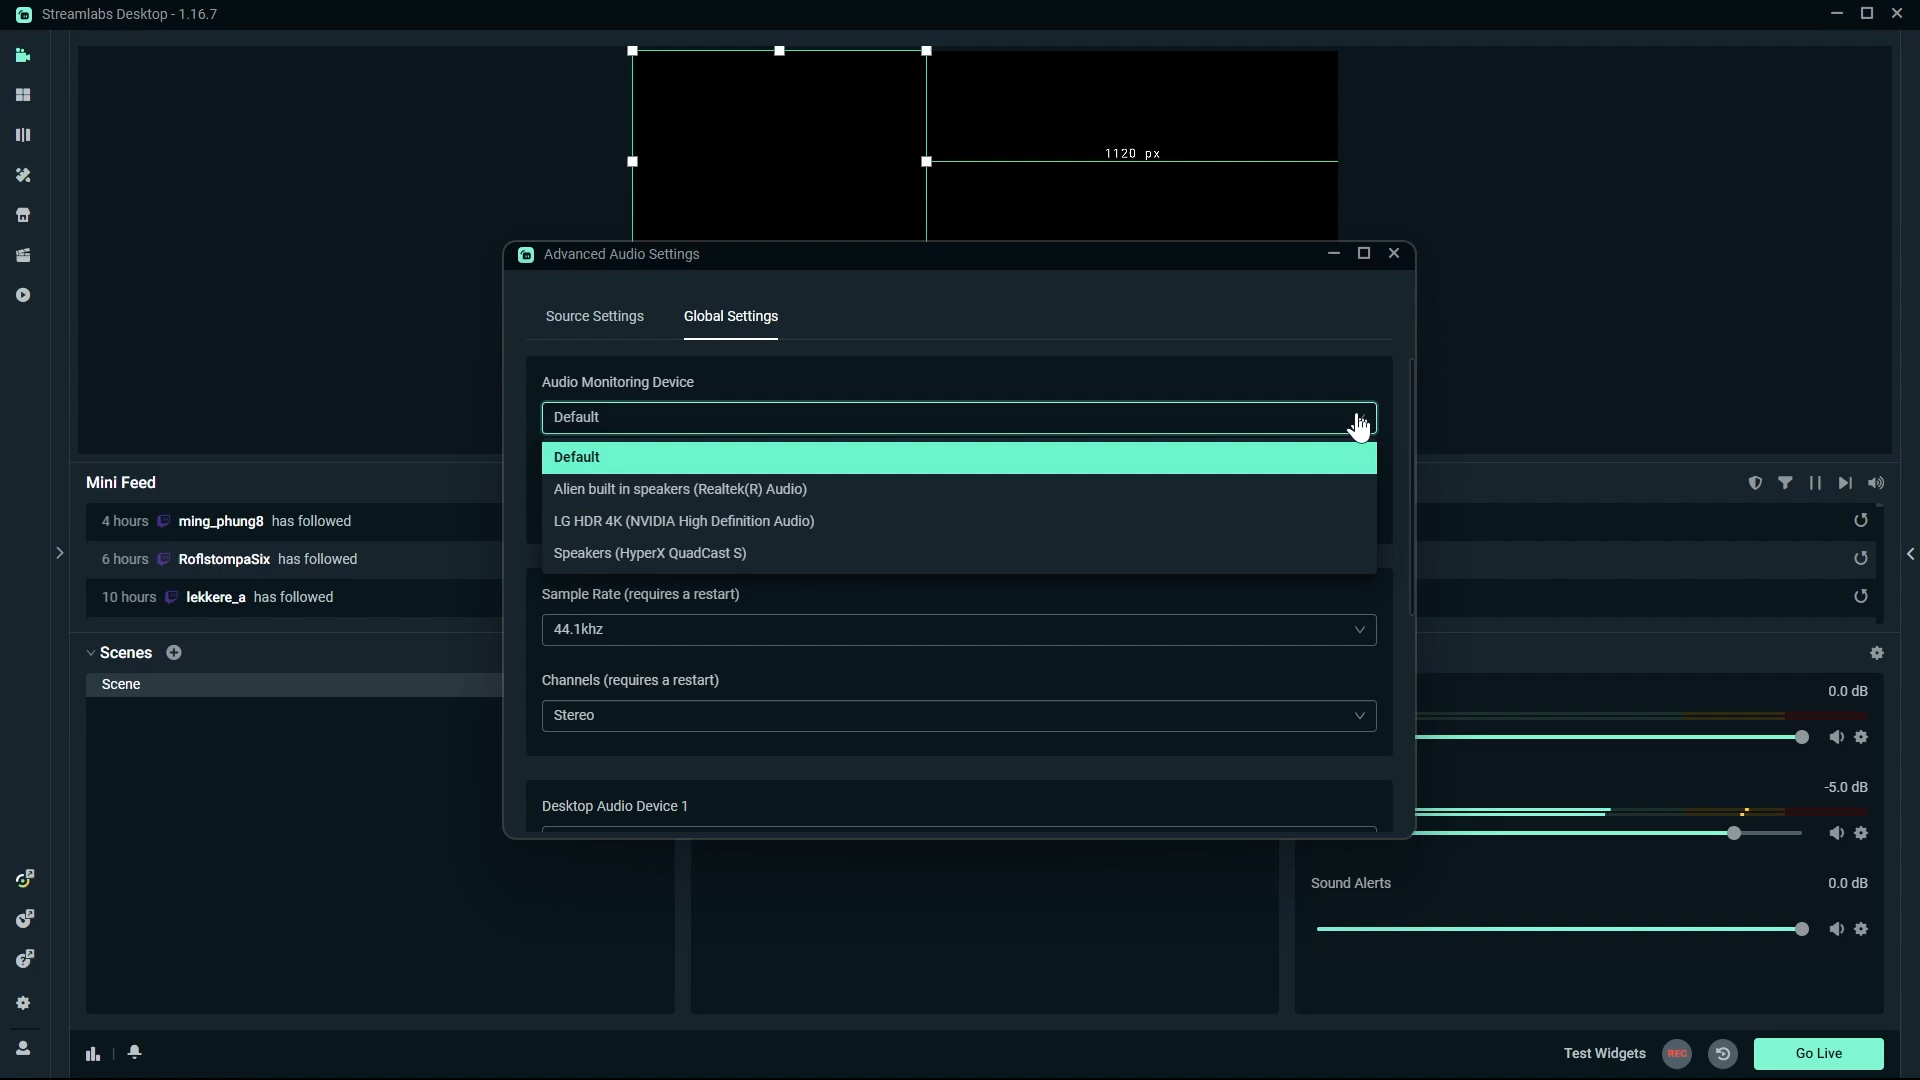 Streamlabs Desktop - 1.16.7
1120 px
Advanced Audio Settings
Source Settings
Global Settings
Audio Monitoring Device
Default
Default
Alien built in speakers (Realtek(R) Audio)
LG HDR 4K (NVIDIA High Definition Audio)
Speakers (HyperX QuadCast S)
Sample Rate (requires a restart)
44.1khz
Channels (requires a restart)
Stereo
Desktop Audio Device 1
Mini Feed
4 hours ming_phung8 has followed
6 hours RoflstompaSix has followed
10 hours lekkere_a has followed
Scenes
Scene
0.0 dB
-5.0 dB
Sound Alerts 0.0 dB
Test Widgets
REC
Go Live